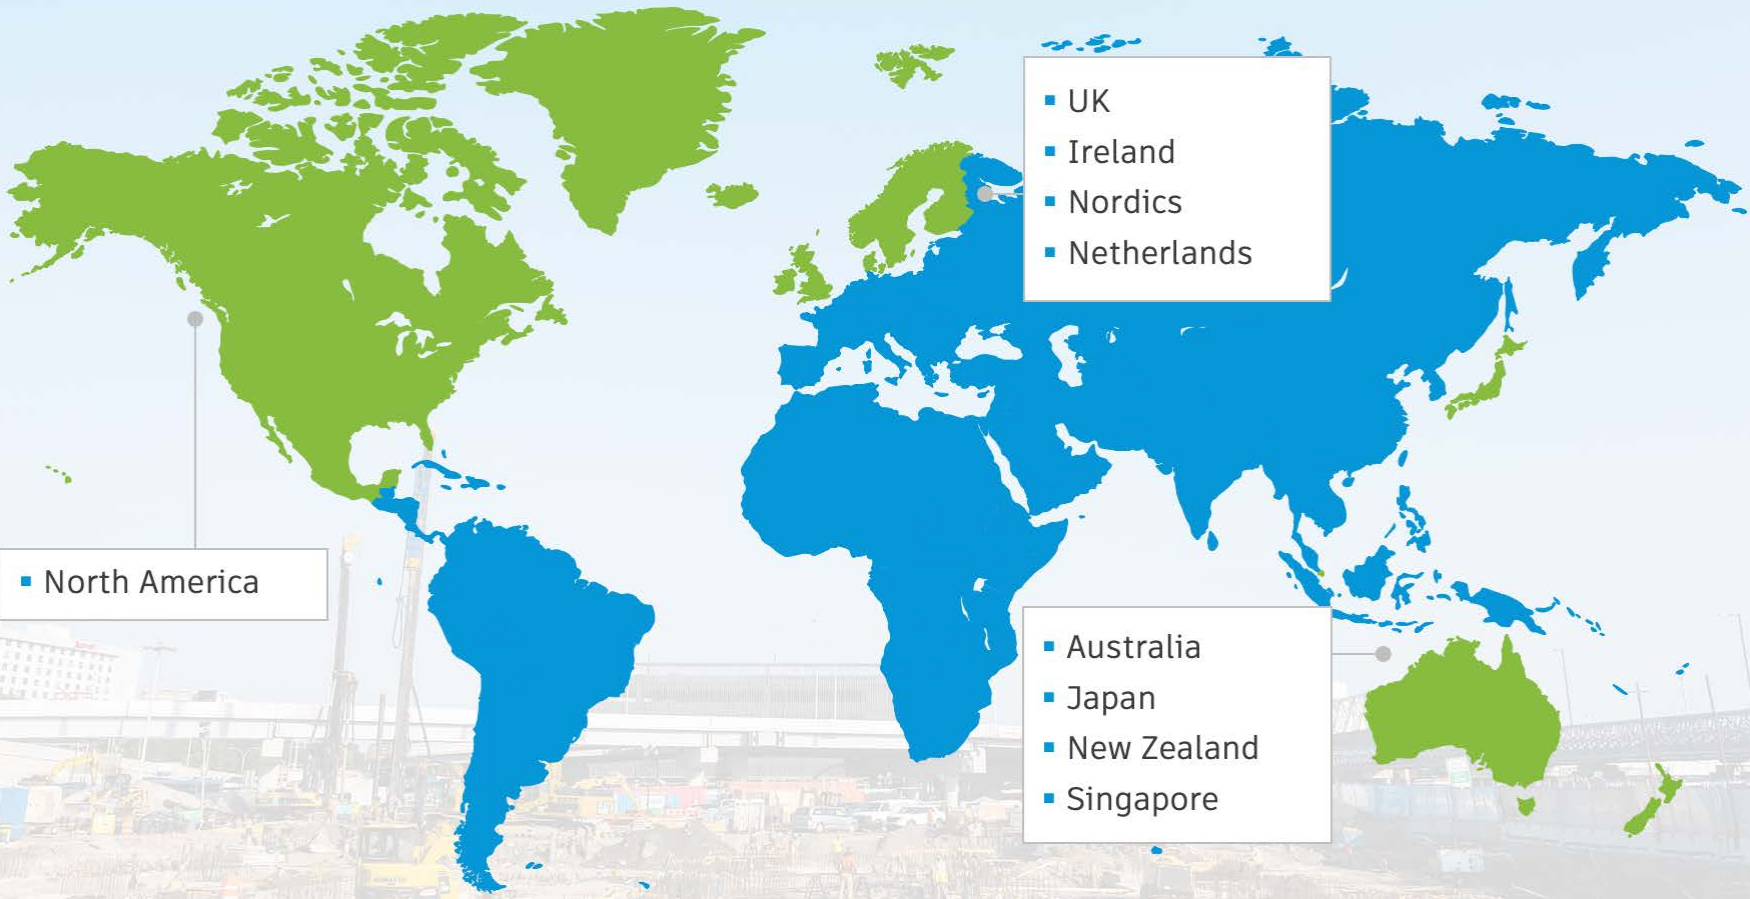 UK
Ireland
Nordics
Netherlands
North America
Australia
Japan
New Zealand
Singapore